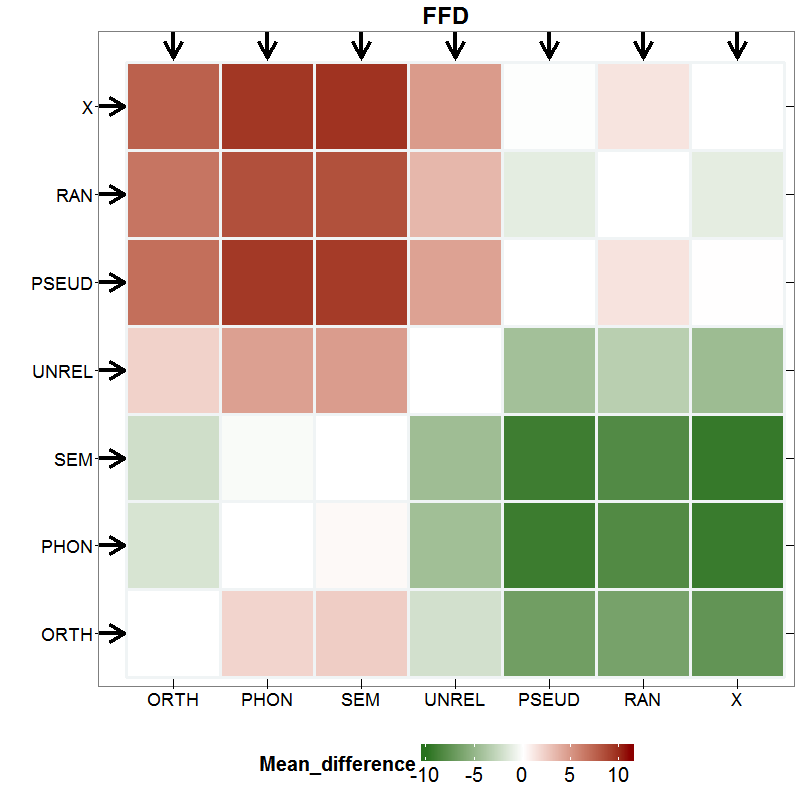 FFD
X
RAN
PSEUD
UNREL
SEM
PHON
ORTH
ORTH PHON SEM UNREL PSEUD RAN X
Mean_difference -10 -5 0 5 10